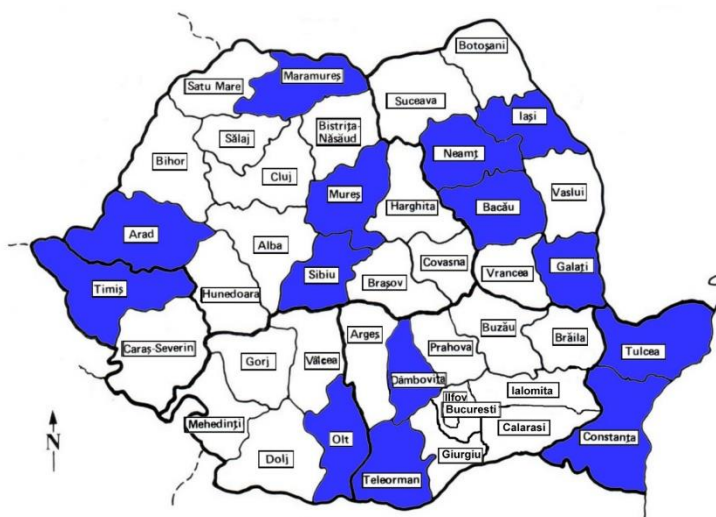 Botoșani
Maramureș
Satu Mare
Suceava
Iași
Bistrița-
Năsăud
Sălaj
Neamț
Bihor
Cluj
Mureș
Vaslui
Harghita
Bacău
Arad
Alba
Covasna
Sibiu
Vrancea
Galați
Brașov
Timiș
Hunedoara
Buzău
Argeș
Brăila
Caraș-Severin
Prahova
Tulcea
Gorj
Vâlcea
Dâmbovița
Ialomita
Ilfov
Bucuresti
Mehedinți
Calarasi
Constanța
Olt
N
Dolj
Giurgiu
Teleorman